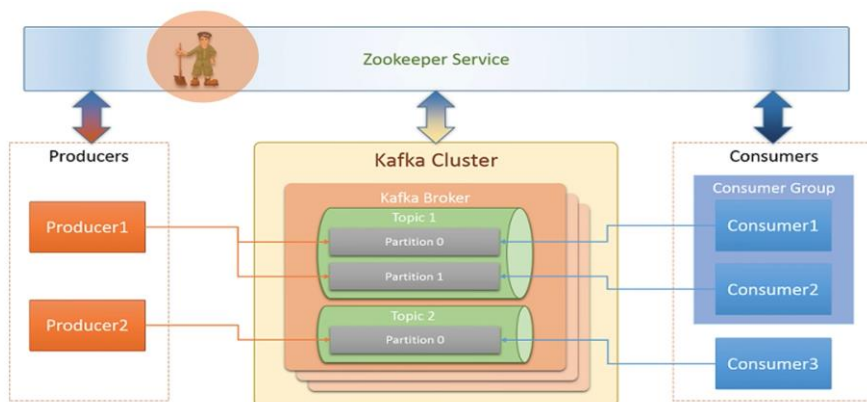 Zookeeper Service
Producers
Producer1
Producer2
Kafka Cluster
Kafka Broker
Topic 1
Partition 0
Partition 1
Topic 2
Partition 0
Consumers
Consumer Group
Consumer1
Consumer2
Consumer3